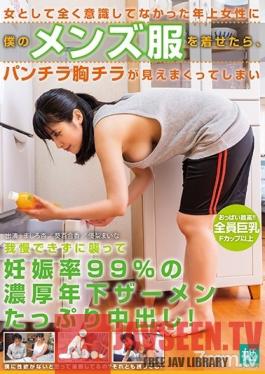 女として全く意識してなかった年上女性に
僕のメンズ服を着せたら、
パンチラ胸チラが見えまくってしまい
おっぱい最高!!
全員巨乳
Fカップ以上
我慢できずに襲って
妊娠率99%の
濃厚年下ザーメン
たっぷり中出し!
.TV
FREE JAV LIBRARY